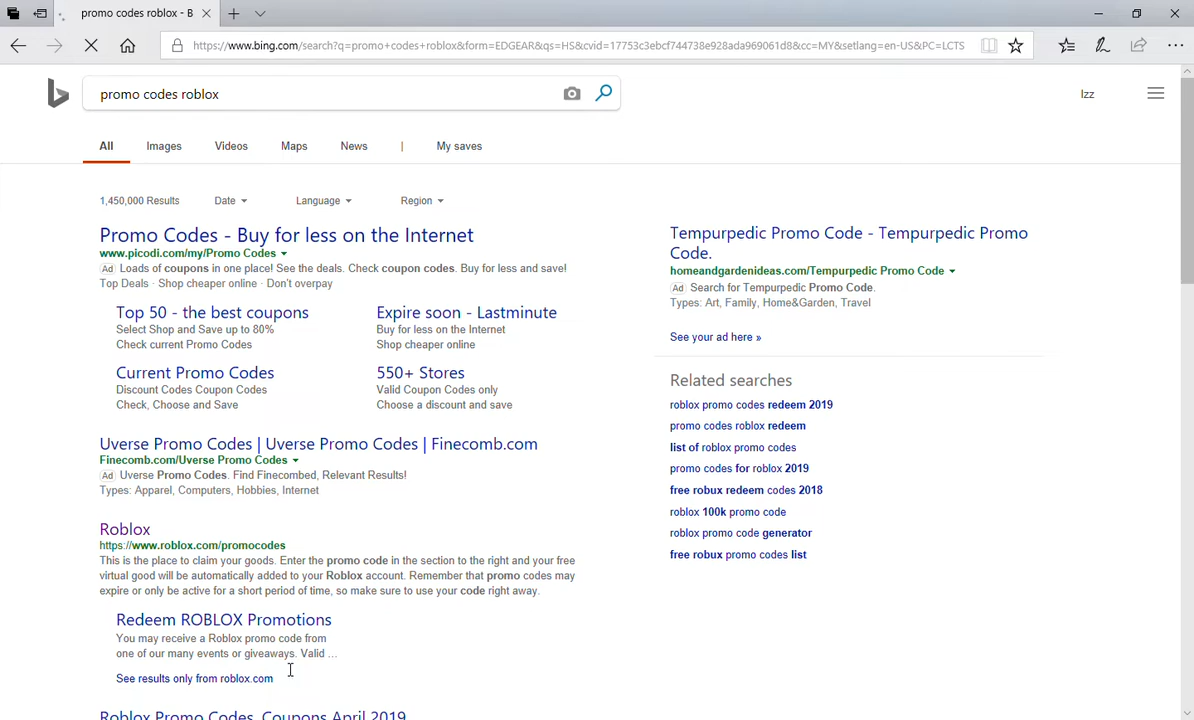 promo codes roblox - B
https://www.bing.com/search?q=promo+codes+roblox&form=EDGEAR&qs=HS&cvid=17753c3ebcf744738e928ada969061d8&cc=MY&setlang=en-US&PC=LCTS
promo codes roblox
Izz
All Images Videos Maps News | My saves
1,450,000 Results Date Language Region
Promo Codes - Buy for less on the Internet
www.picodi.com/my/Promo Codes
Ad Loads of coupons in one place! See the deals. Check coupon codes. Buy for less and save!
Top Deals · Shop cheaper online · Don't overpay
Top 50 - the best coupons
Select Shop and Save up to 80%
Check current Promo Codes
Expire soon - Lastminute
Buy for less on the Internet
Shop cheaper online
Current Promo Codes
Discount Codes Coupon Codes
Check, Choose and Save
550+ Stores
Valid Coupon Codes only
Choose a discount and save
Uverse Promo Codes | Uverse Promo Codes | Finecomb.com
Finecomb.com/Uverse Promo Codes
Ad Uverse Promo Codes. Find Finecombed, Relevant Results!
Types: Apparel, Computers, Hobbies, Internet
Roblox
https://www.roblox.com/promocodes
This is the place to claim your goods. Enter the promo code in the section to the right and your free
virtual good will be automatically added to your Roblox account. Remember that promo codes may
expire or only be active for a short period of time, so make sure to use your code right away.
Redeem ROBLOX Promotions
You may receive a Roblox promo code from
one of our many events or giveaways. Valid ...
See results only from roblox.com
Roblox Promo Codes, Coupons April 2019
Tempurpedic Promo Code - Tempurpedic Promo
Code.
homeandgardenideas.com/Tempurpedic Promo Code
Ad Search for Tempurpedic Promo Code.
Types: Art, Family, Home&Garden, Travel
See your ad here »
Related searches
roblox promo codes redeem 2019
promo codes roblox redeem
list of roblox promo codes
promo codes for roblox 2019
free robux redeem codes 2018
roblox 100k promo code
roblox promo code generator
free robux promo codes list